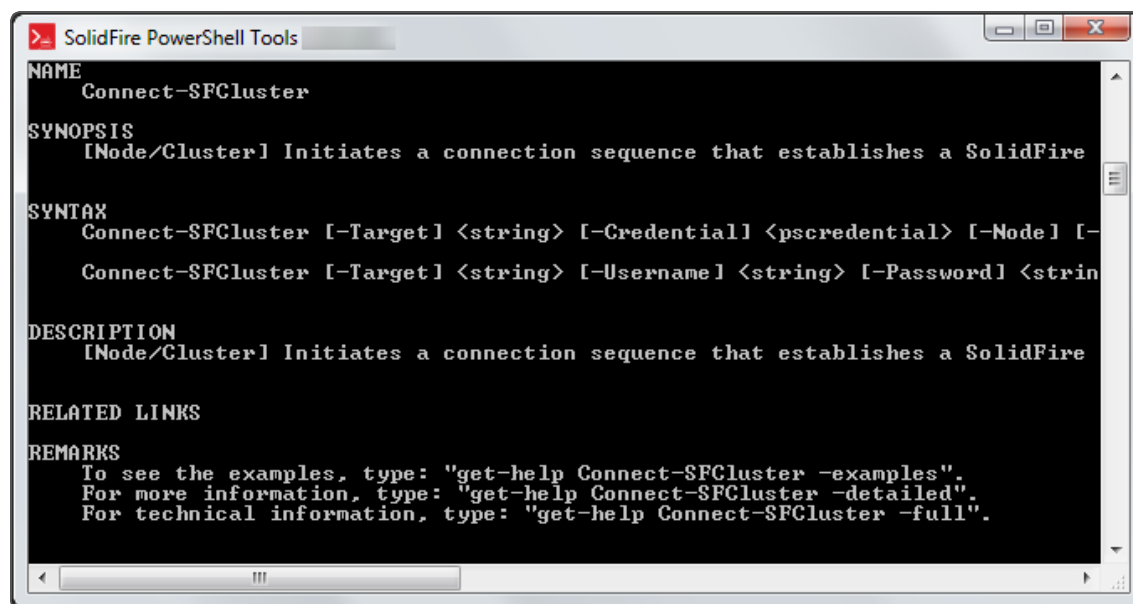 SolidFire PowerShell Tools
NAME
Connect-SFCluster
SYNOPSIS
[Node/Cluster] Initiates a connection sequence that establishes a SolidFire
SYNTAX
Connect-SFCluster [-Target] <string> [-Credential] <pscredential> [-Node] [-
Connect-SFCluster [-Target] <string> [-Username] <string> [-Password] <strin
DESCRIPTION
[Node/Cluster] Initiates a connection sequence that establishes a SolidFire
RELATED LINKS
REMARKS
To see the examples, type: "get-help Connect-SFCluster -examples".
For more information, type: "get-help Connect-SFCluster -detailed".
For technical information, type: "get-help Connect-SFCluster -full".